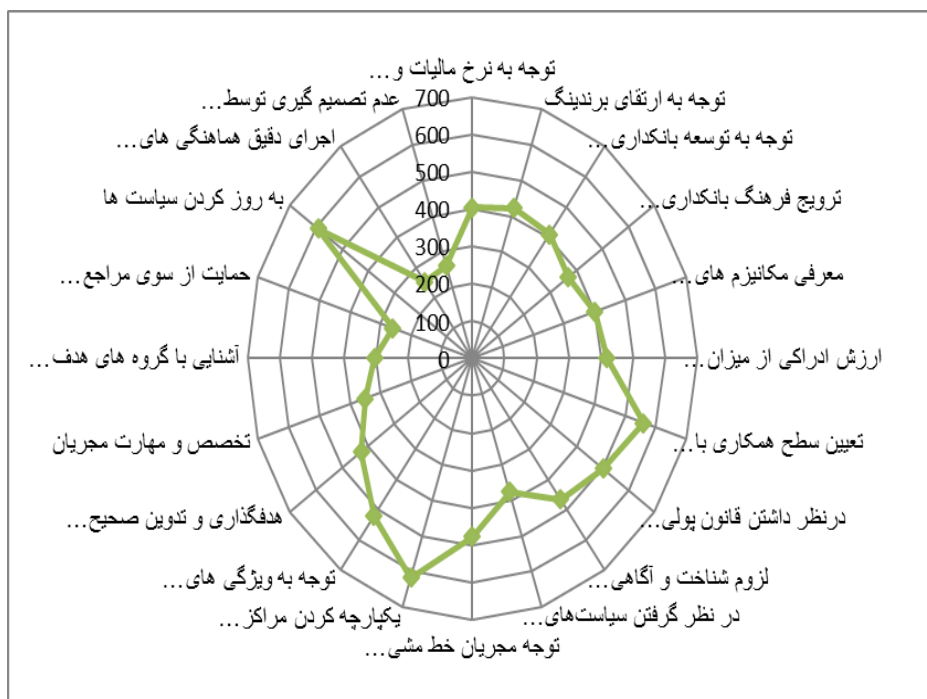 توجه به نرخ مالیات و...
توجه به ارتقای برندینگ
توجه به توسعه بانکداری...
ترویج فرهنگ بانکداری...
معرفی مکانیزم های...
ارزش ادراکی از میزان...
تعیین سطح همکاری با...
درنظر داشتن قانون پولی...
لزوم شناخت و آگاهی...
در نظر گرفتن سیاست‌های...
توجه مجریان خط مشی...
یکپارچه کردن مراکز...
توجه به ویژگی های...
هدفگذاری و تدوین صحیح...
تخصص و مهارت مجریان
آشنایی با گروه های هدف...
حمایت از سوی مراجع...
به روز کردن سیاست ها
اجرای دقیق هماهنگی های...
عدم تصمیم گیری توسط...
700
600
500
400
300
200
100
0